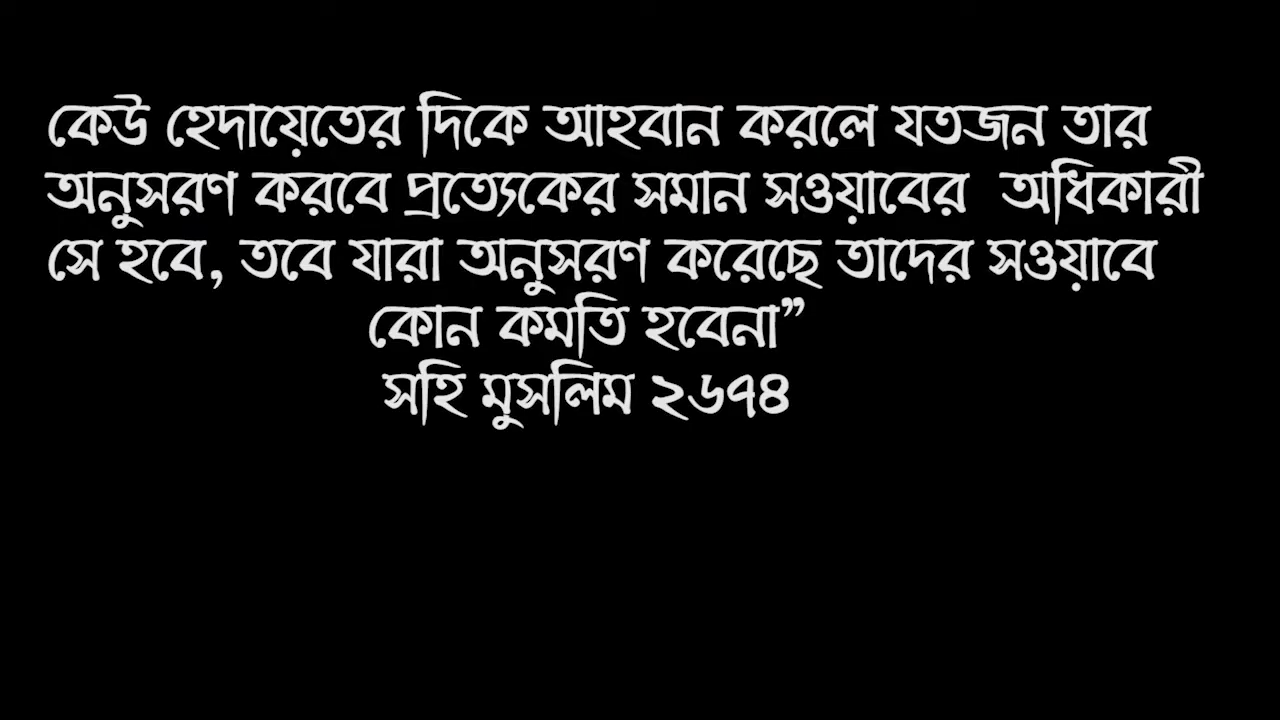 কেউ হেদায়েতের দিকে আহবান করলে যতজন তার
অনুসরণ করবে প্রত্যেকের সমান সওয়াবের অধিকারী
সে হবে, তবে যারা অনুসরণ করেছে তাদের সওয়াবে
কোন কমতি হবেনা”
সহি মুসলিম ২৬৭৪